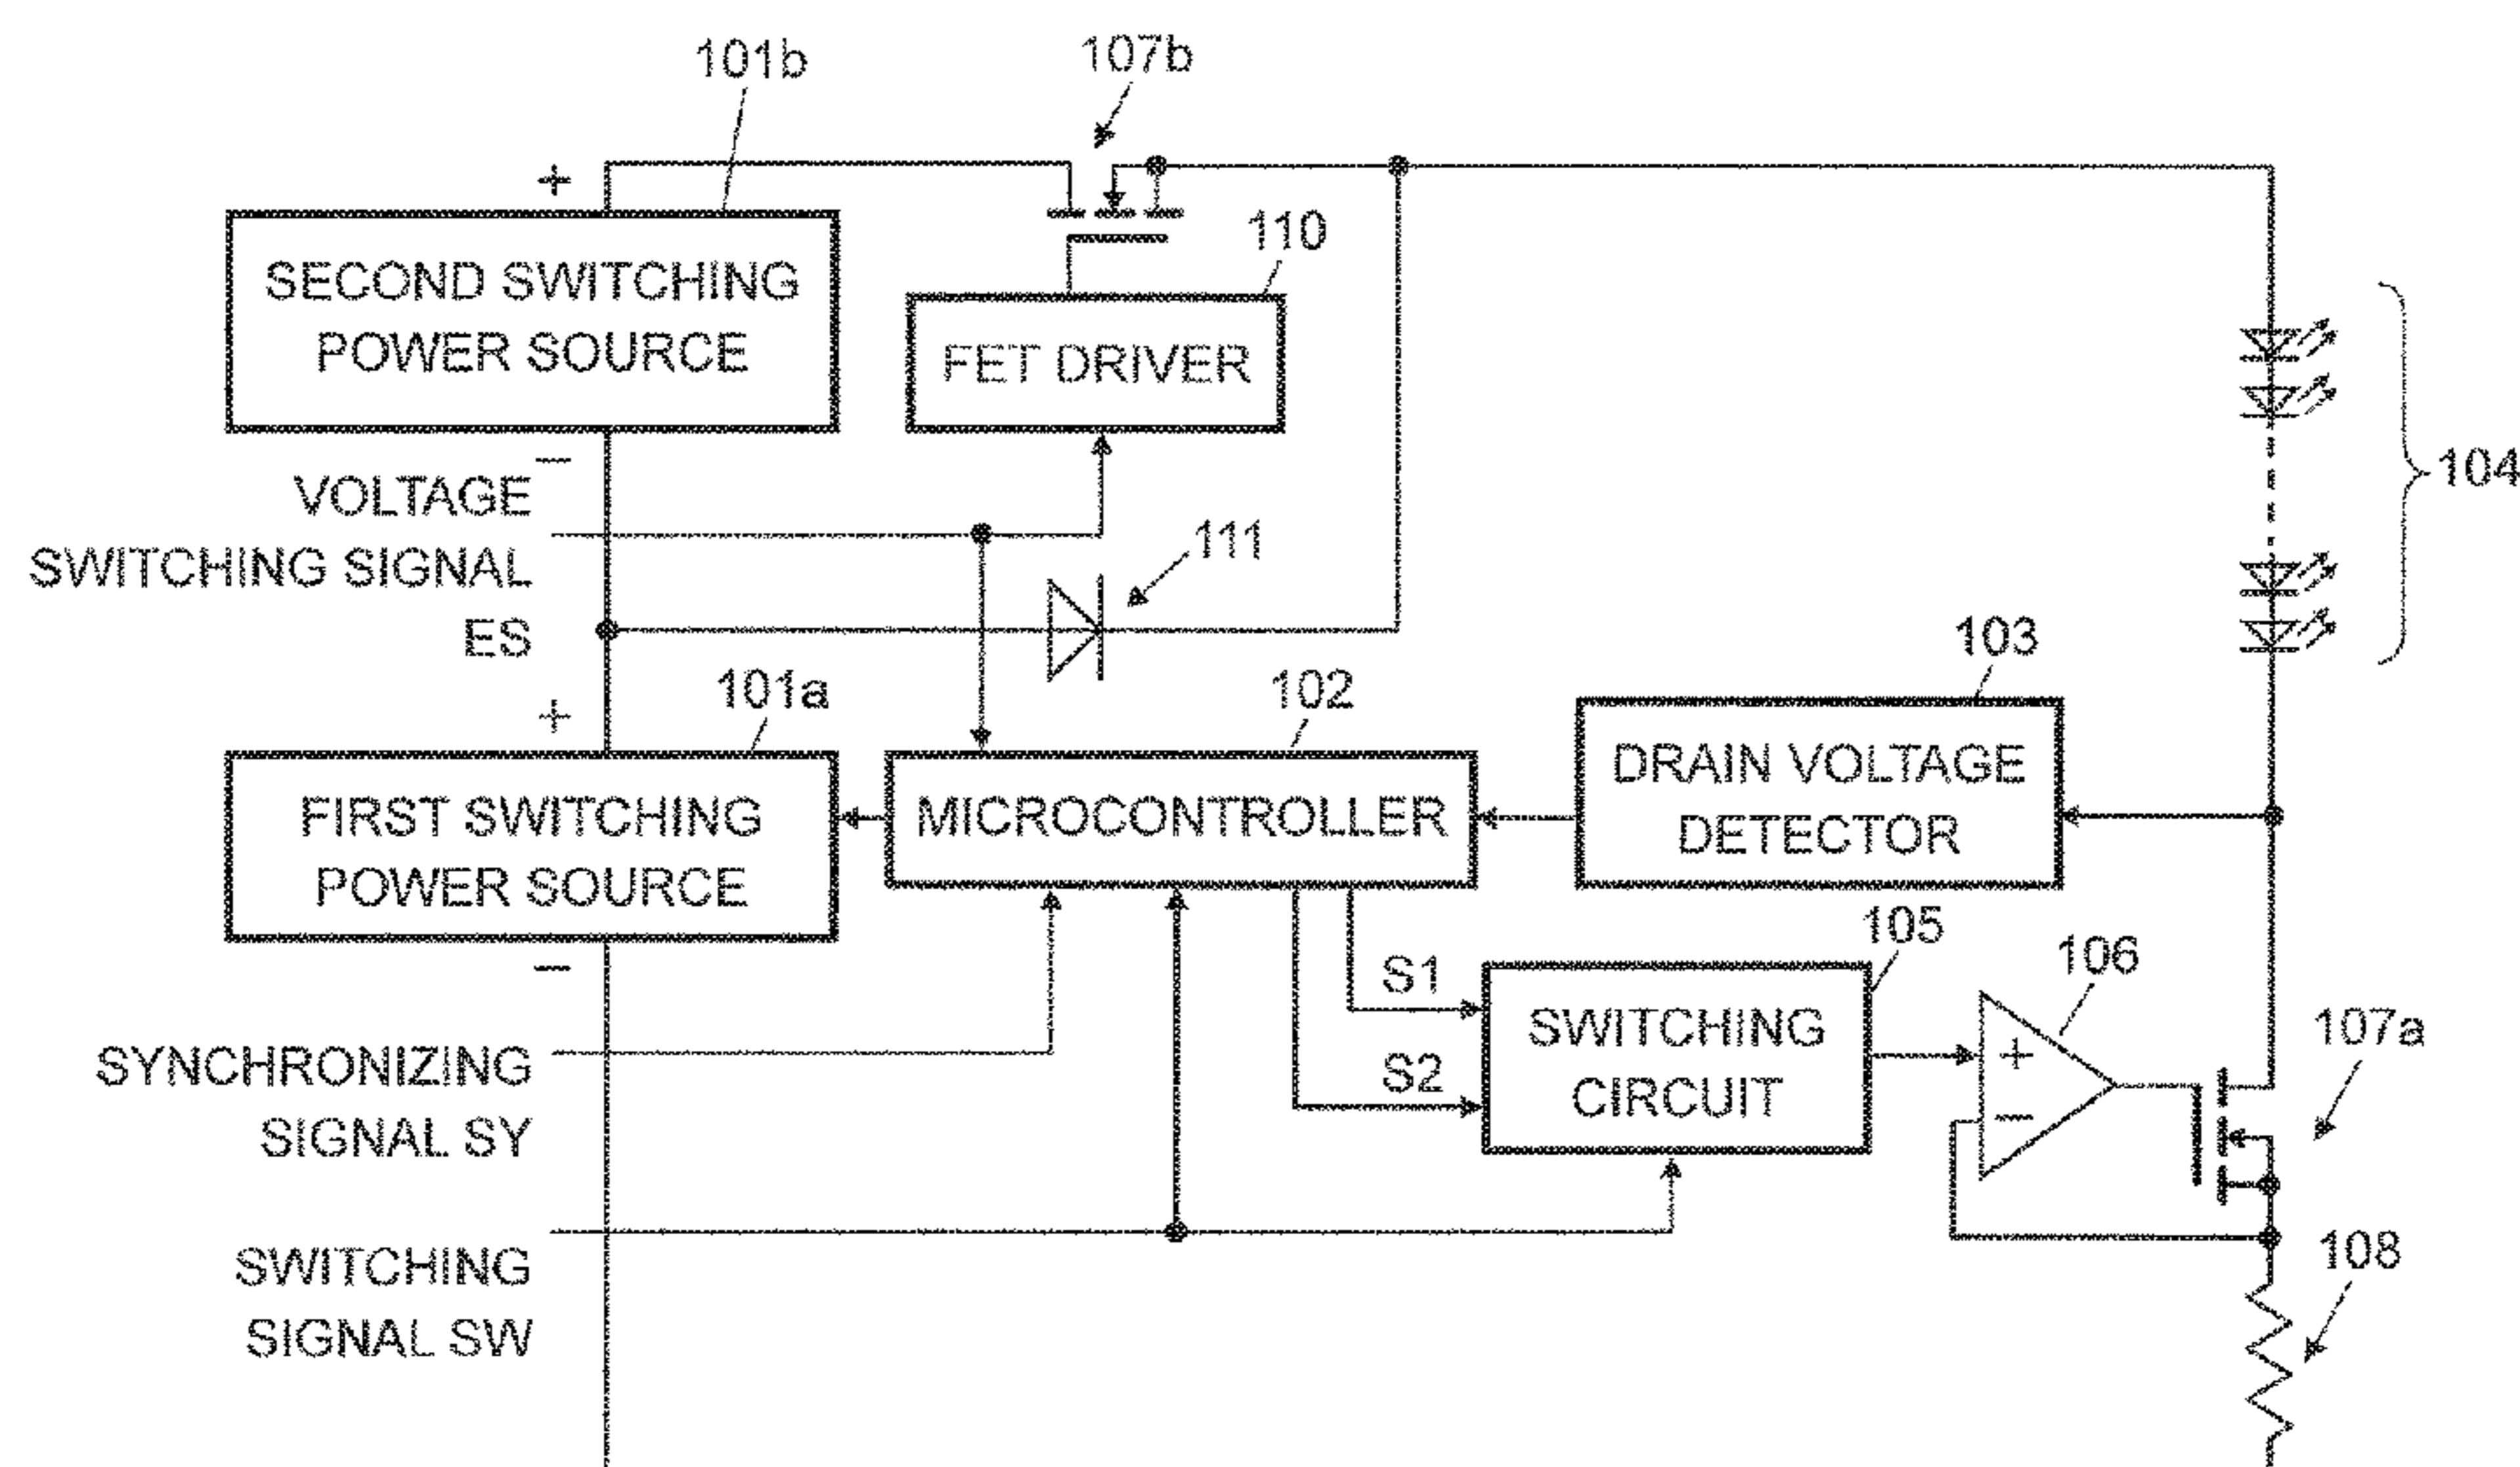 101b
107b
+
SECOND SWITCHING
POWER SOURCE
110
FET DRIVER
−
VOLTAGE
SWITCHING SIGNAL
ES
111
104
+
101a
102
103
FIRST SWITCHING
POWER SOURCE
MICROCONTROLLER
DRAIN VOLTAGE
DETECTOR
−
S1
S2
105
SWITCHING
CIRCUIT
106
+
−
107a
SYNCHRONIZING
SIGNAL SY
SWITCHING
SIGNAL SW
108